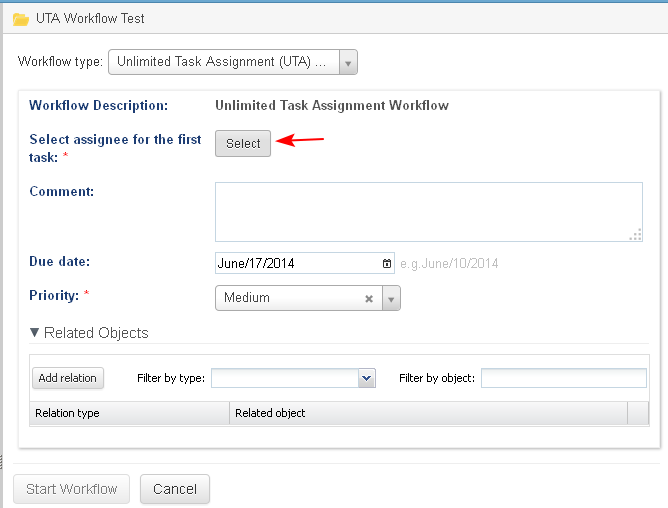 UTA Workflow Test
Workflow type: Unlimited Task Assignment (UTA) ...
Workflow Description: Unlimited Task Assignment Workflow
Select assignee for the first
task: * Select
Comment:
Due date: June/17/2014 e.g.June/10/2014
Priority: * Medium
Related Objects
Add relation Filter by type: Filter by object:
Relation type Related object
Start Workflow Cancel